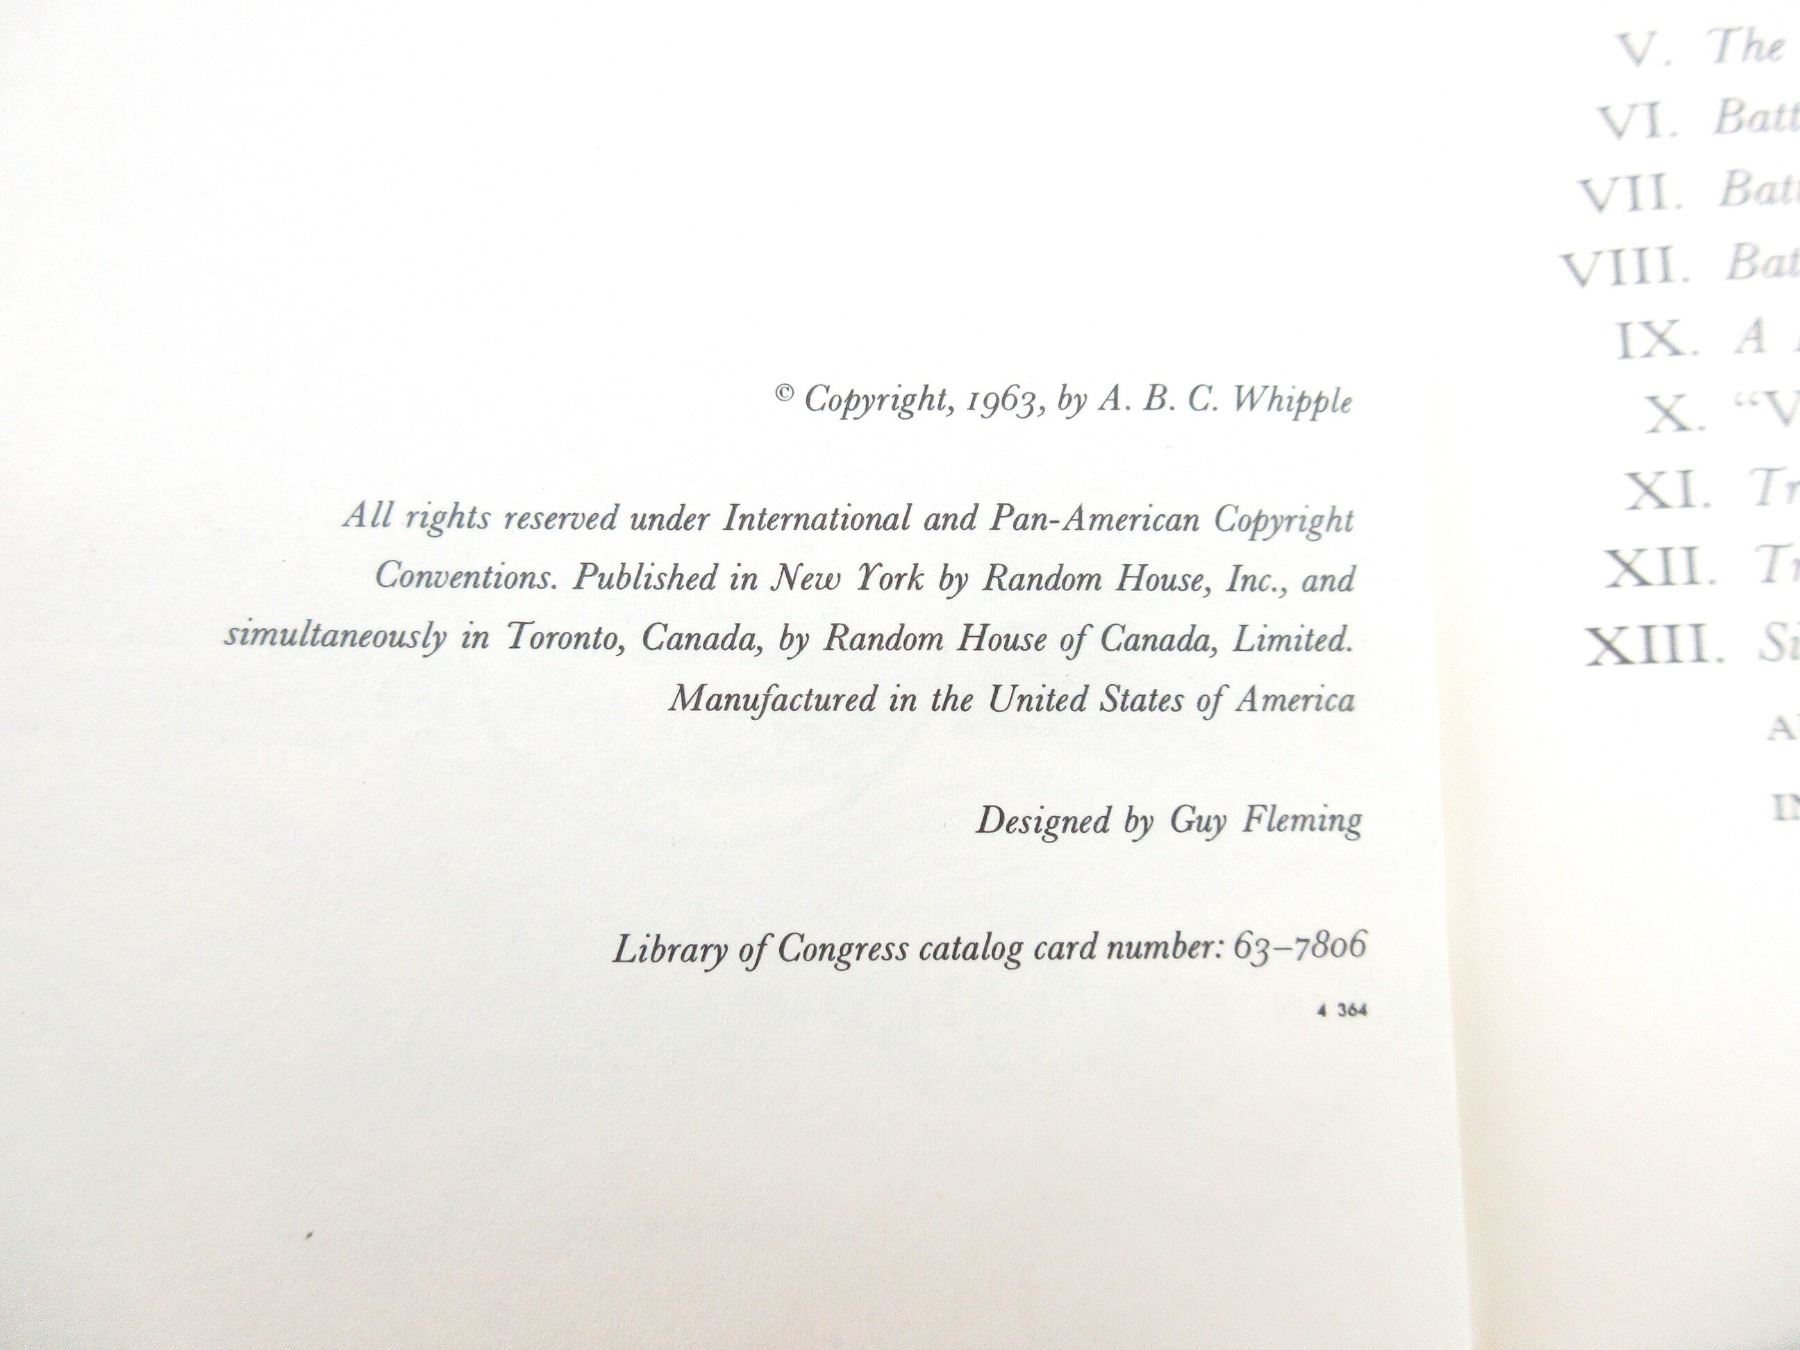 © Copyright, 1963, by A. B. C. Whipple
All rights reserved under International and Pan-American Copyright
Conventions. Published in New York by Random House, Inc., and
simultaneously in Toronto, Canada, by Random House of Canada, Limited.
Manufactured in the United States of America
Designed by Guy Fleming
Library of Congress catalog card number: 63–7806
4 364
V. The
VI. Batt
VII. Bat
VIII. Bat
IX. A
X. “V
XI. Tr
XII. Tr
XIII. Si
A
IN